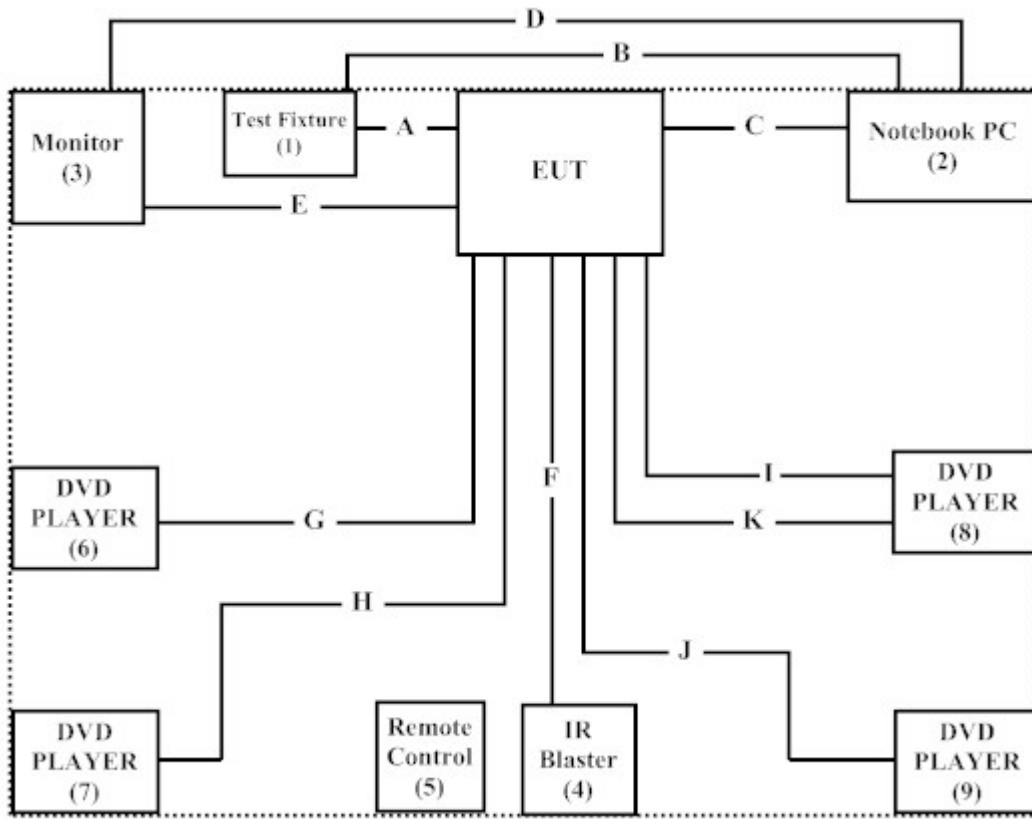 D
B
Monitor
(3)
Test Fixture
(1)
A
EUT
C
Notebook PC
(2)
E
DVD
PLAYER
(6)
G
F
I
K
DVD
PLAYER
(8)
H
J
DVD
PLAYER
(7)
Remote
Control
(5)
IR
Blaster
(4)
DVD
PLAYER
(9)